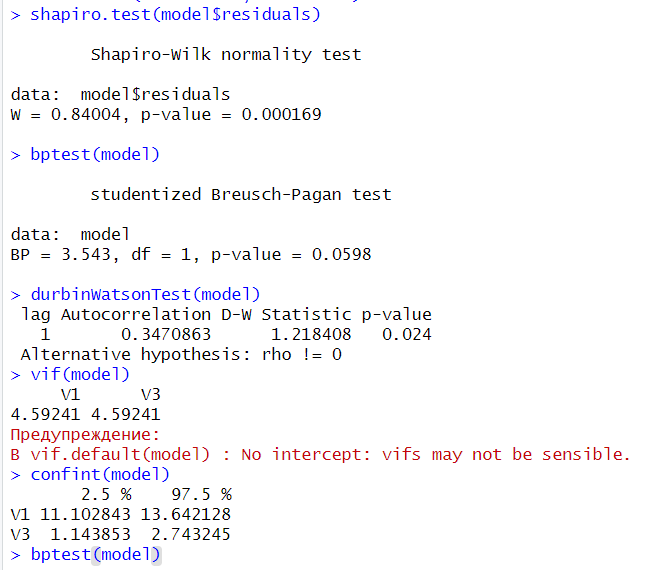 > shapiro.test(model$residuals)
Shapiro-Wilk normality test
data:  model$residuals
W = 0.84004, p-value = 0.000169
> bptest(model)
studentized Breusch-Pagan test
data:  model
BP = 3.543, df = 1, p-value = 0.0598
> durbinWatsonTest(model)
lag Autocorrelation D-W Statistic p-value
1       0.3470863      1.218408   0.024
Alternative hypothesis: rho != 0
> vif(model)
V1      V3
4.59241 4.59241
Предупреждение:
В vif.default(model) : No intercept: vifs may not be sensible.
> confint(model)
2.5 %    97.5 %
V1 11.102843 13.642128
V3  1.143853  2.743245
> bptest(model)